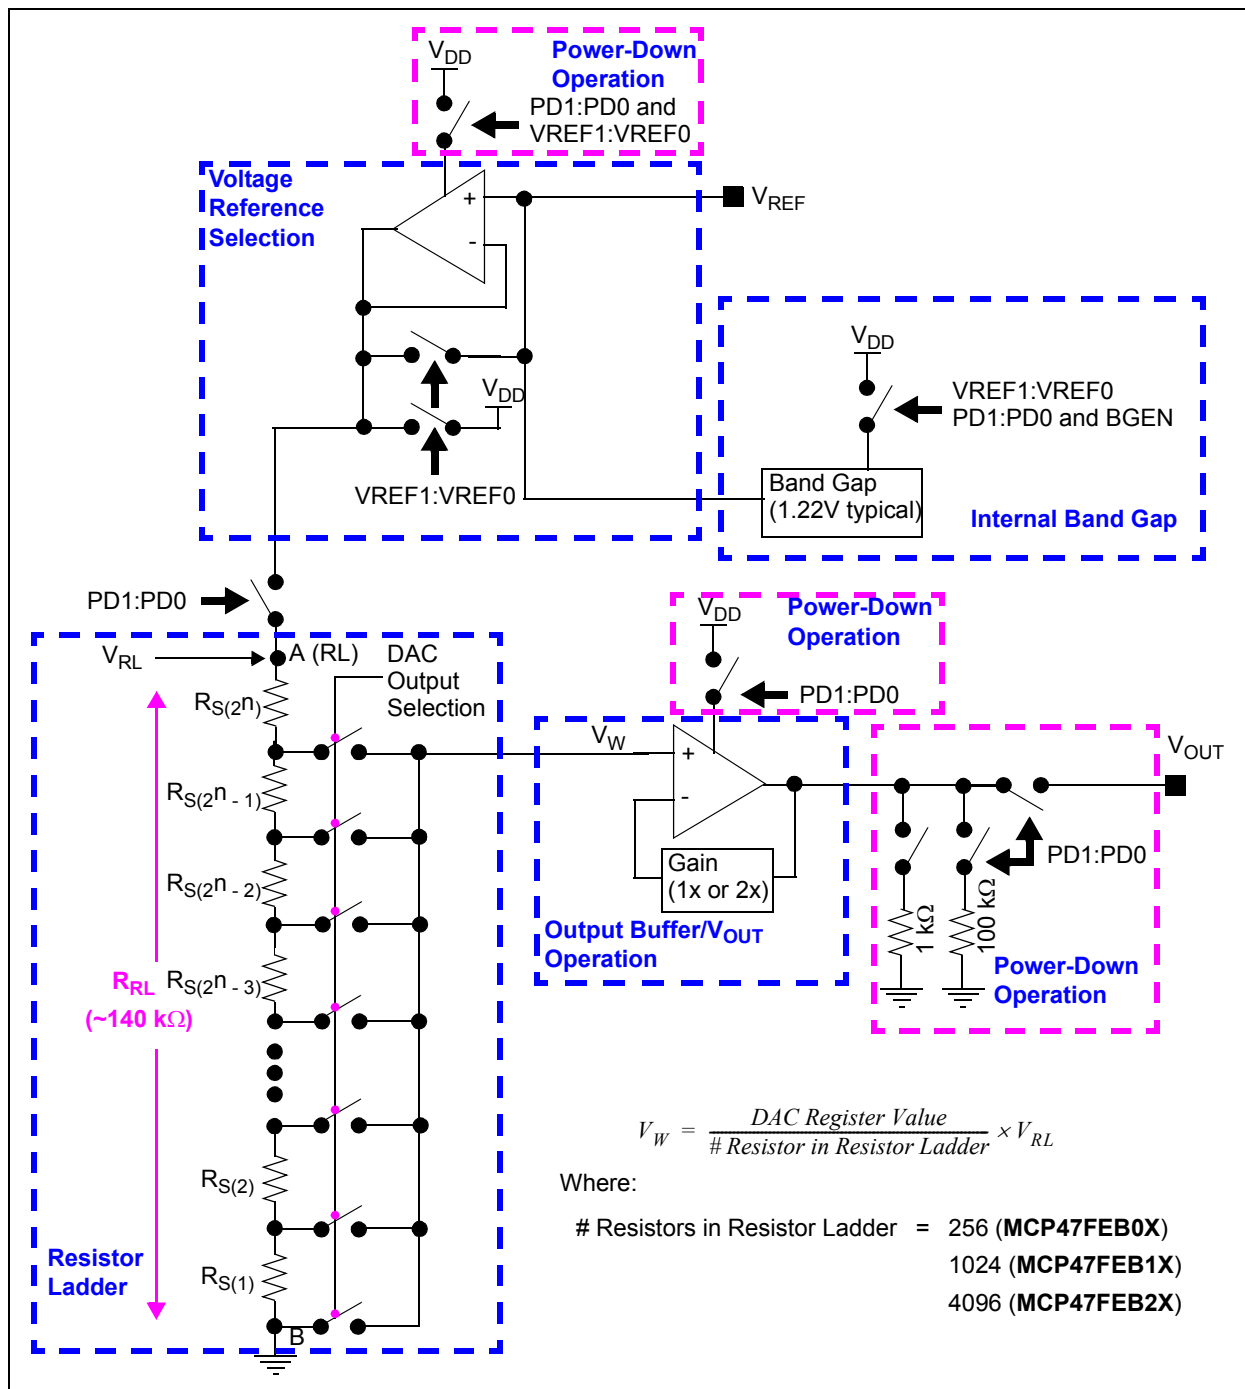 VDD
Power-Down
Operation
PD1:PD0 and
VREF1:VREF0
Voltage
Reference
Selection
+
-
VREF
VDD
VREF1:VREF0
VDD
VREF1:VREF0
PD1:PD0 and BGEN
Band Gap
(1.22V typical)
Internal Band Gap
PD1:PD0
VRL
A (RL)
DAC
Output
Selection
RS(2n)
RS(2n - 1)
RS(2n - 2)
RS(2n - 3)
RRL
(~140 kΩ)
RS(2)
RS(1)
Resistor
Ladder
B
VDD
Power-Down
Operation
PD1:PD0
VW
+
-
Gain
(1x or 2x)
Output Buffer/VOUT
Operation
VOUT
PD1:PD0
1 kΩ
100 kΩ
Power-Down
Operation
VW = DAC Register Value / # Resistor in Resistor Ladder × VRL
Where:
# Resistors in Resistor Ladder = 256 (MCP47FEB0X)
1024 (MCP47FEB1X)
4096 (MCP47FEB2X)